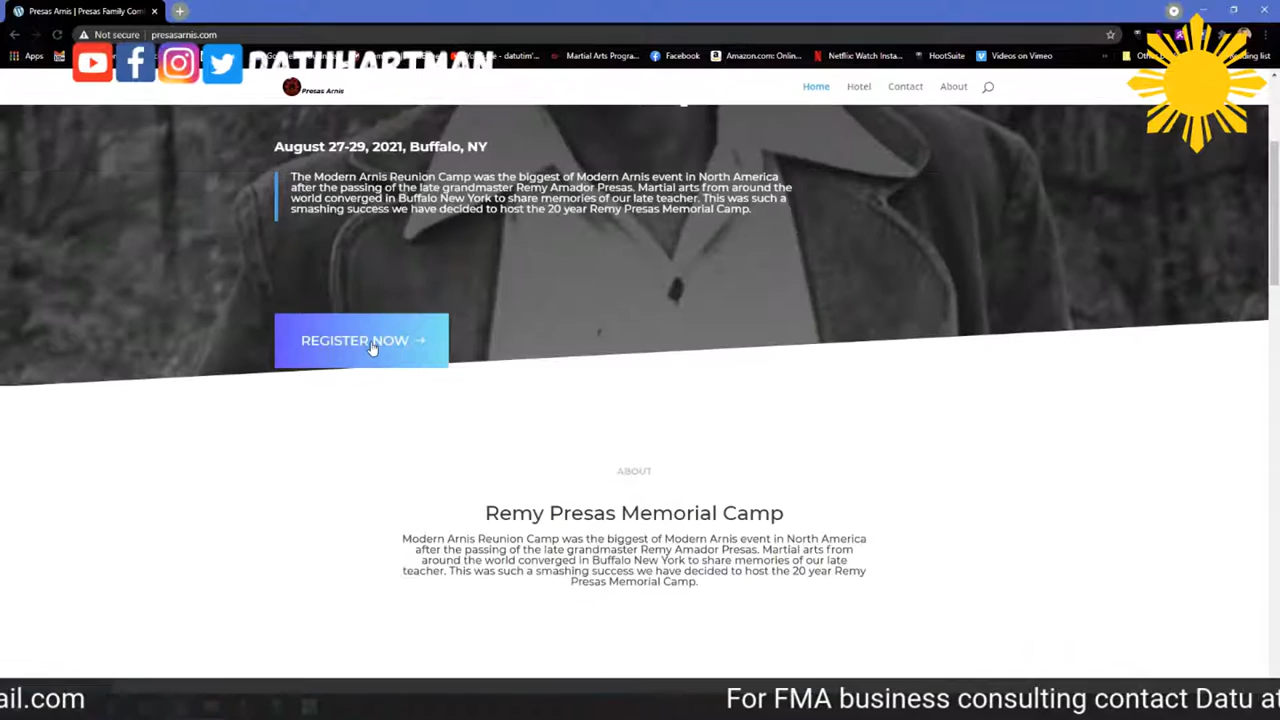 Presas Arnis | Presas Family Com
Not secure presasarnis.com
Apps
datutim'...
Martial Arts Progra...
Facebook
Amazon.com: Onlin...
Netflix Watch Insta...
HootSuite
Videos on Vimeo
DATUHARTMAN
Presas Arnis
Home
Hotel
Contact
About
August 27-29, 2021, Buffalo, NY
The Modern Arnis Reunion Camp was the biggest of Modern Arnis event in North America
after the passing of the late grandmaster Remy Amador Presas. Martial arts from around the
world converged in Buffalo New York to share memories of our late teacher. This was such a
smashing success we have decided to host the 20 year Remy Presas Memorial Camp.
REGISTER NOW →
ABOUT
Remy Presas Memorial Camp
Modern Arnis Reunion Camp was the biggest of Modern Arnis event in North America
after the passing of the late grandmaster Remy Amador Presas. Martial arts from
around the world converged in Buffalo New York to share memories of our late
teacher. This was such a smashing success we have decided to host the 20 year Remy
Presas Memorial Camp.
ail.com
For FMA business consulting contact Datu at